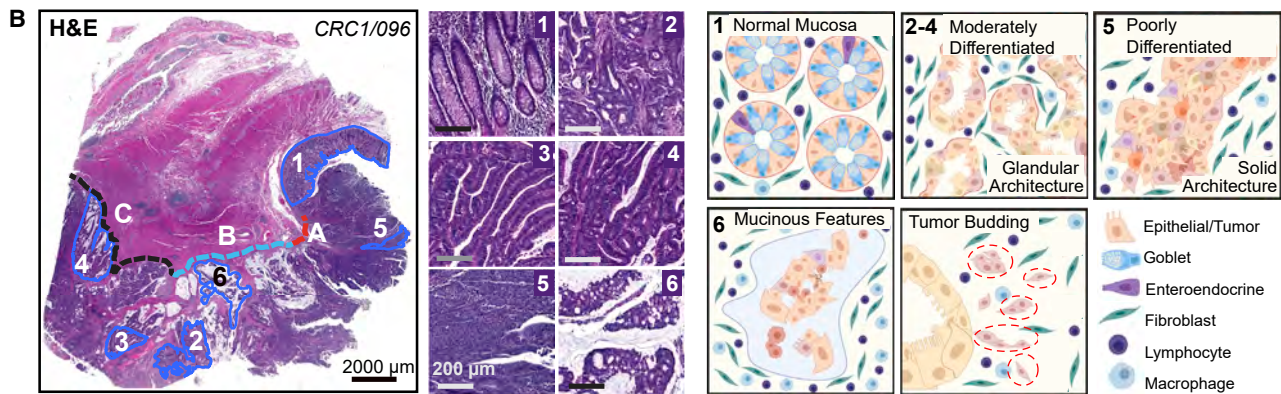 B
H&E
CRC1/096
1
A
B
C
5
4
6
3
2
2000 µm
1
2
3
4
5
6
200 µm
1 Normal Mucosa
2-4 Moderately
Differentiated
Glandular
Architecture
5 Poorly
Differentiated
Solid
Architecture
6 Mucinous Features
Tumor Budding
Epithelial/Tumor
Goblet
Enteroendocrine
Fibroblast
Lymphocyte
Macrophage